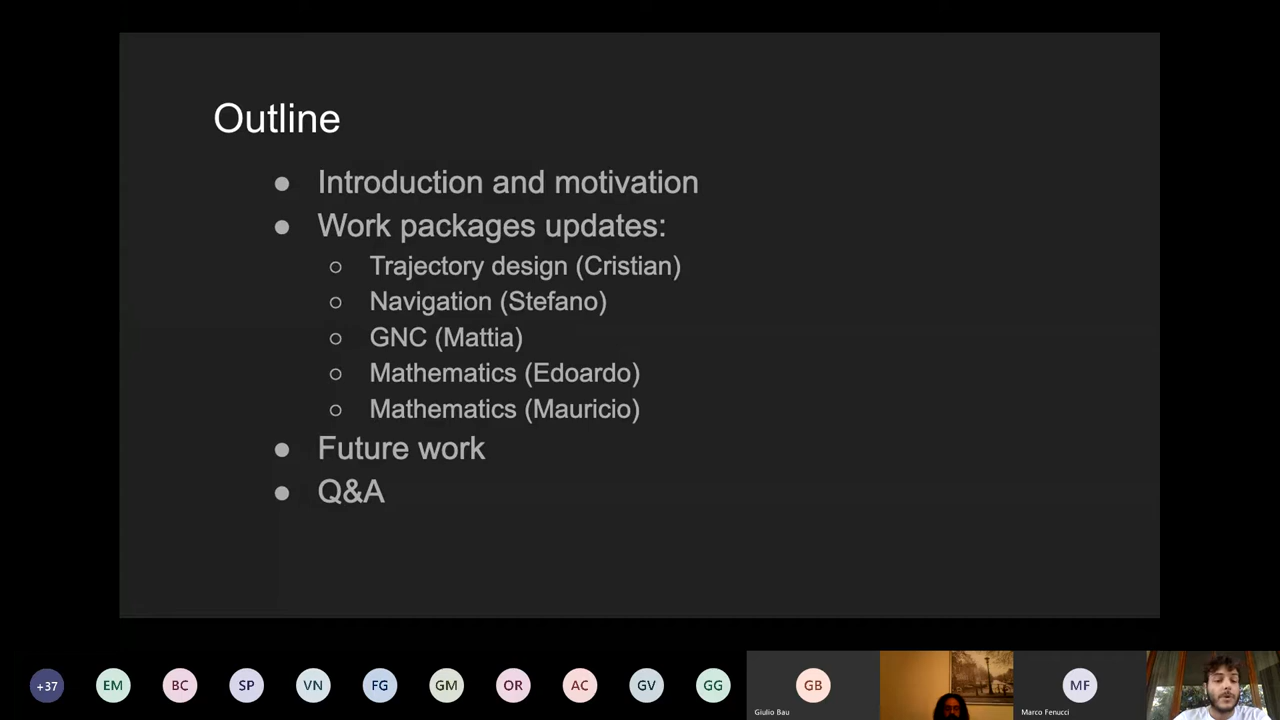 Outline
● Introduction and motivation
● Work packages updates:
○ Trajectory design (Cristian)
○ Navigation (Stefano)
○ GNC (Mattia)
○ Mathematics (Edoardo)
○ Mathematics (Mauricio)
● Future work
● Q&A
+37 EM BC SP VN FG GM OR AC GV GG GB MF
Giulio Bau Marco Fenucci